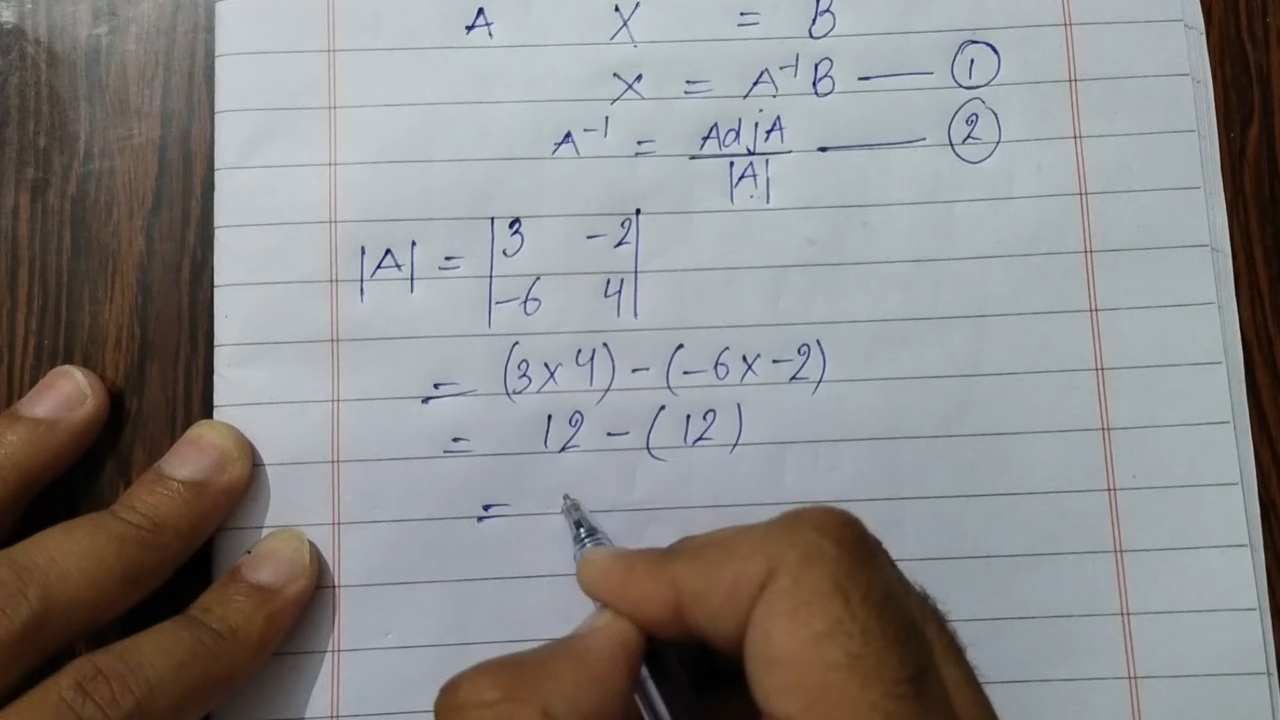 A X = B
X = A⁻¹B — ①
A⁻¹ = AdjA / |A| — ②
|A| = |3 -2|
|-6 4|
= (3×4) - (-6×-2)
= 12 - (12)
=